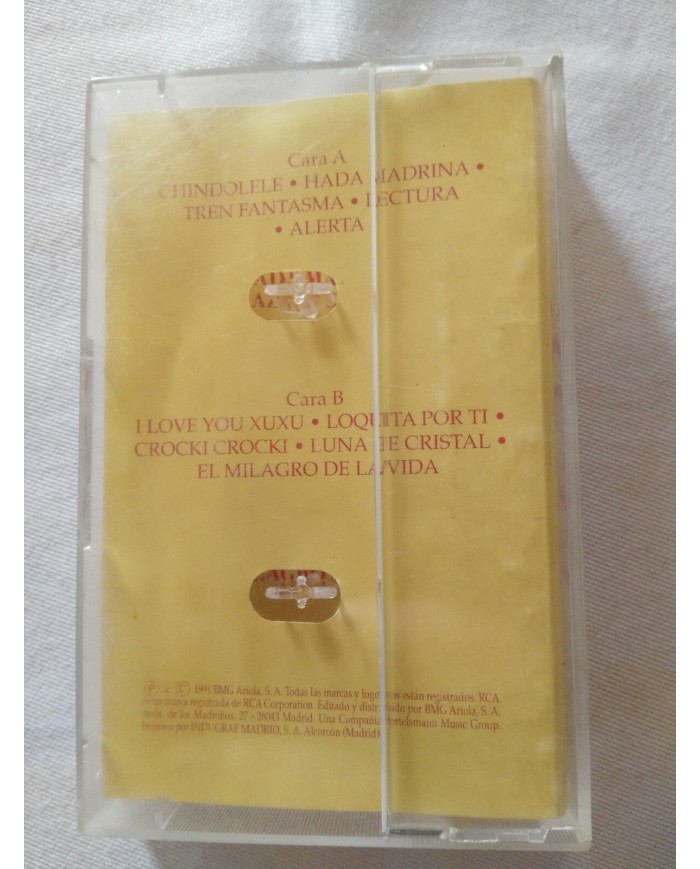 Cara A
CHINDOLELE • HADA MADRINA •
TREN FANTASMA • LECTURA
• ALERTA
Cara B
I LOVE YOU XUXU • LOQUITA POR TI •
CROCKI CROCKI • LUNA DE CRISTAL •
EL MILAGRO DE LA VIDA
Ⓟ & Ⓒ 1991 BMG Ariola, S. A. Todas las marcas y logotipos están registrados. RCA
es una marca registrada de RCA Corporation. Editado y distribuido por BMG Ariola, S. A.
Avda. de los Madroños, 27 - 28043 Madrid. Una Compañía Bertelsmann Music Group.
Impreso por INDUGRAF MADRID, S. A. Alcorcón (Madrid)